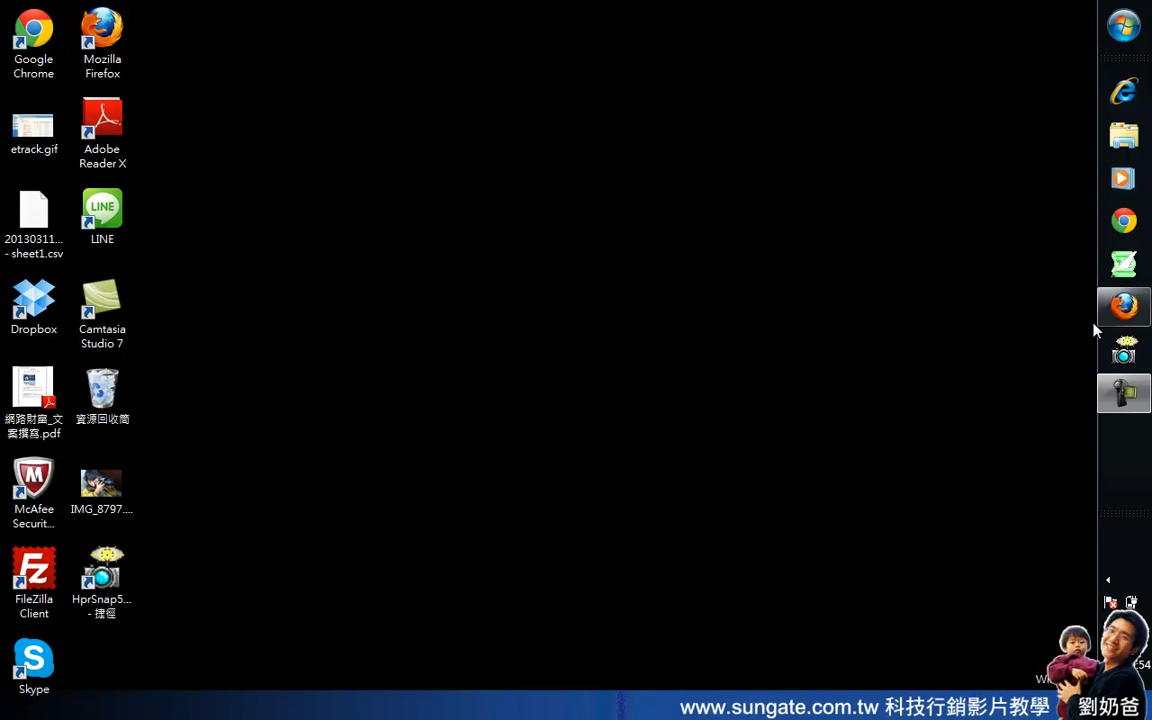 Google
Chrome
Mozilla
Firefox
etrack.gif
Adobe
Reader X
20130311...
- sheet1.csv
LINE
LINE
Dropbox
Camtasia
Studio 7
網路財富_文
案撰寫.pdf
資源回收筒
McAfee
Securit...
IMG_8797....
FileZilla
Client
HprSnap5...
- 捷徑
Skype
www.sungate.com.tw 科技行銷影片教學
劉奶爸